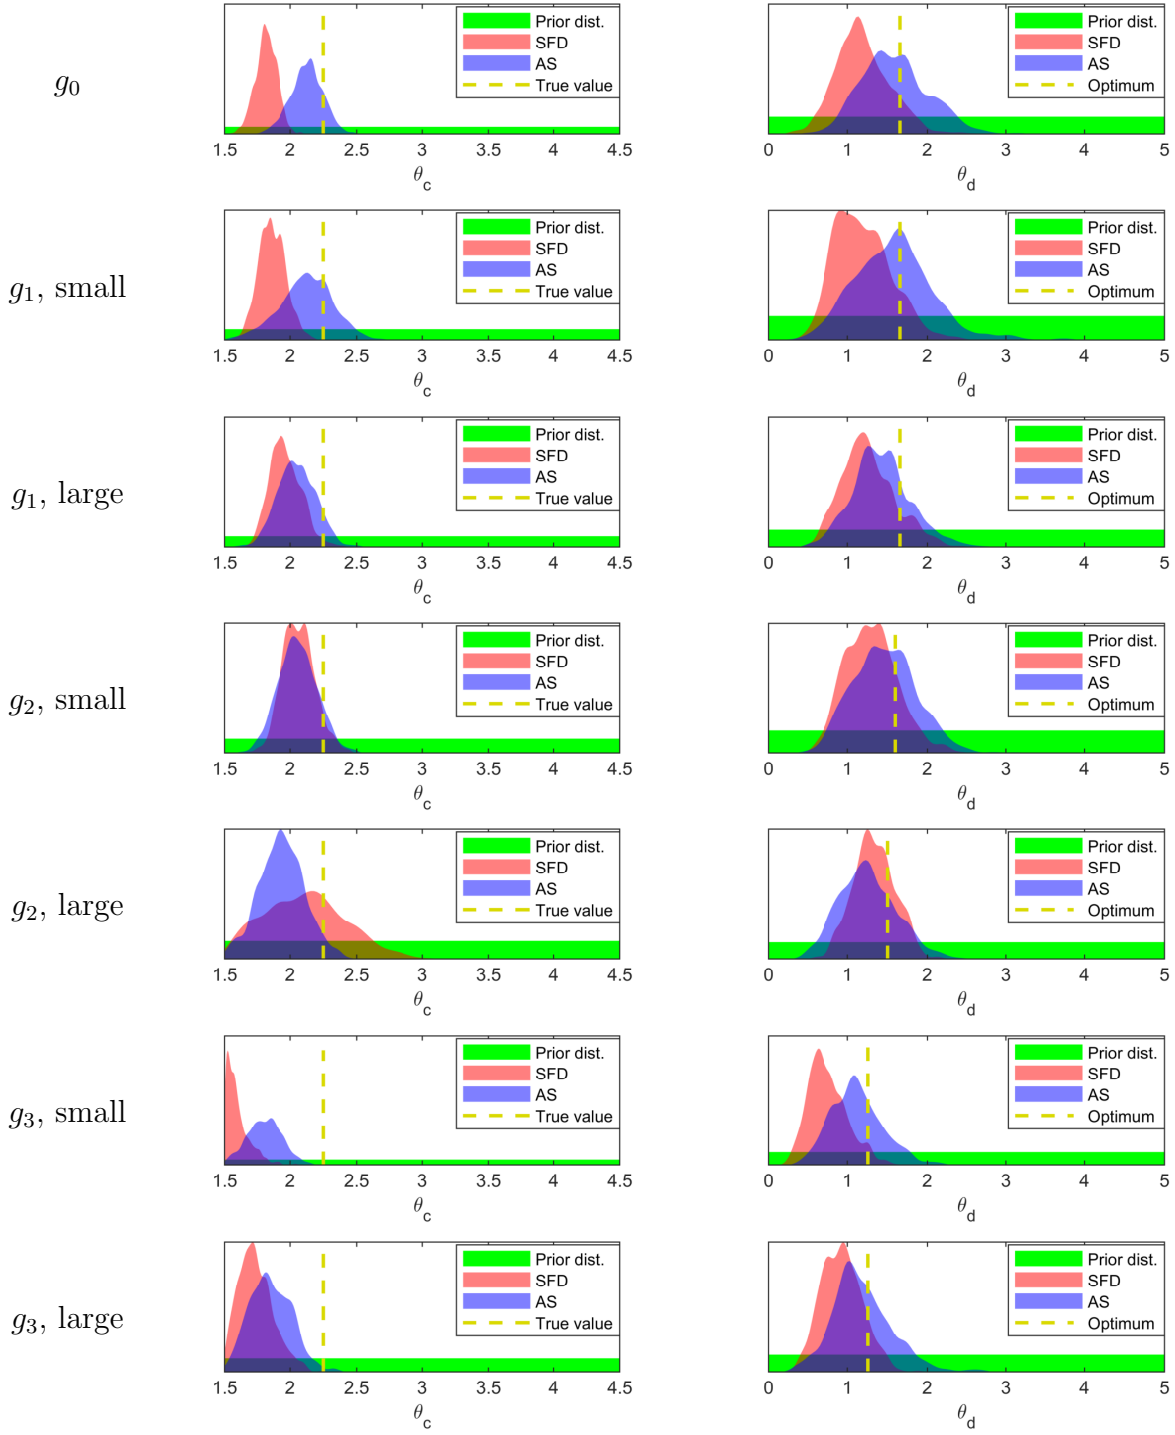 g0
Prior dist.
SFD
AS
True value
1.5 2 2.5 3 3.5 4 4.5
θc
Prior dist.
SFD
AS
Optimum
0 1 2 3 4 5
θd
g1, small
Prior dist.
SFD
AS
True value
1.5 2 2.5 3 3.5 4 4.5
θc
Prior dist.
SFD
AS
Optimum
0 1 2 3 4 5
θd
g1, large
Prior dist.
SFD
AS
True value
1.5 2 2.5 3 3.5 4 4.5
θc
Prior dist.
SFD
AS
Optimum
0 1 2 3 4 5
θd
g2, small
Prior dist.
SFD
AS
True value
1.5 2 2.5 3 3.5 4 4.5
θc
Prior dist.
SFD
AS
Optimum
0 1 2 3 4 5
θd
g2, large
Prior dist.
SFD
AS
True value
1.5 2 2.5 3 3.5 4 4.5
θc
Prior dist.
SFD
AS
Optimum
0 1 2 3 4 5
θd
g3, small
Prior dist.
SFD
AS
True value
1.5 2 2.5 3 3.5 4 4.5
θc
Prior dist.
SFD
AS
Optimum
0 1 2 3 4 5
θd
g3, large
Prior dist.
SFD
AS
True value
1.5 2 2.5 3 3.5 4 4.5
θc
Prior dist.
SFD
AS
Optimum
0 1 2 3 4 5
θd